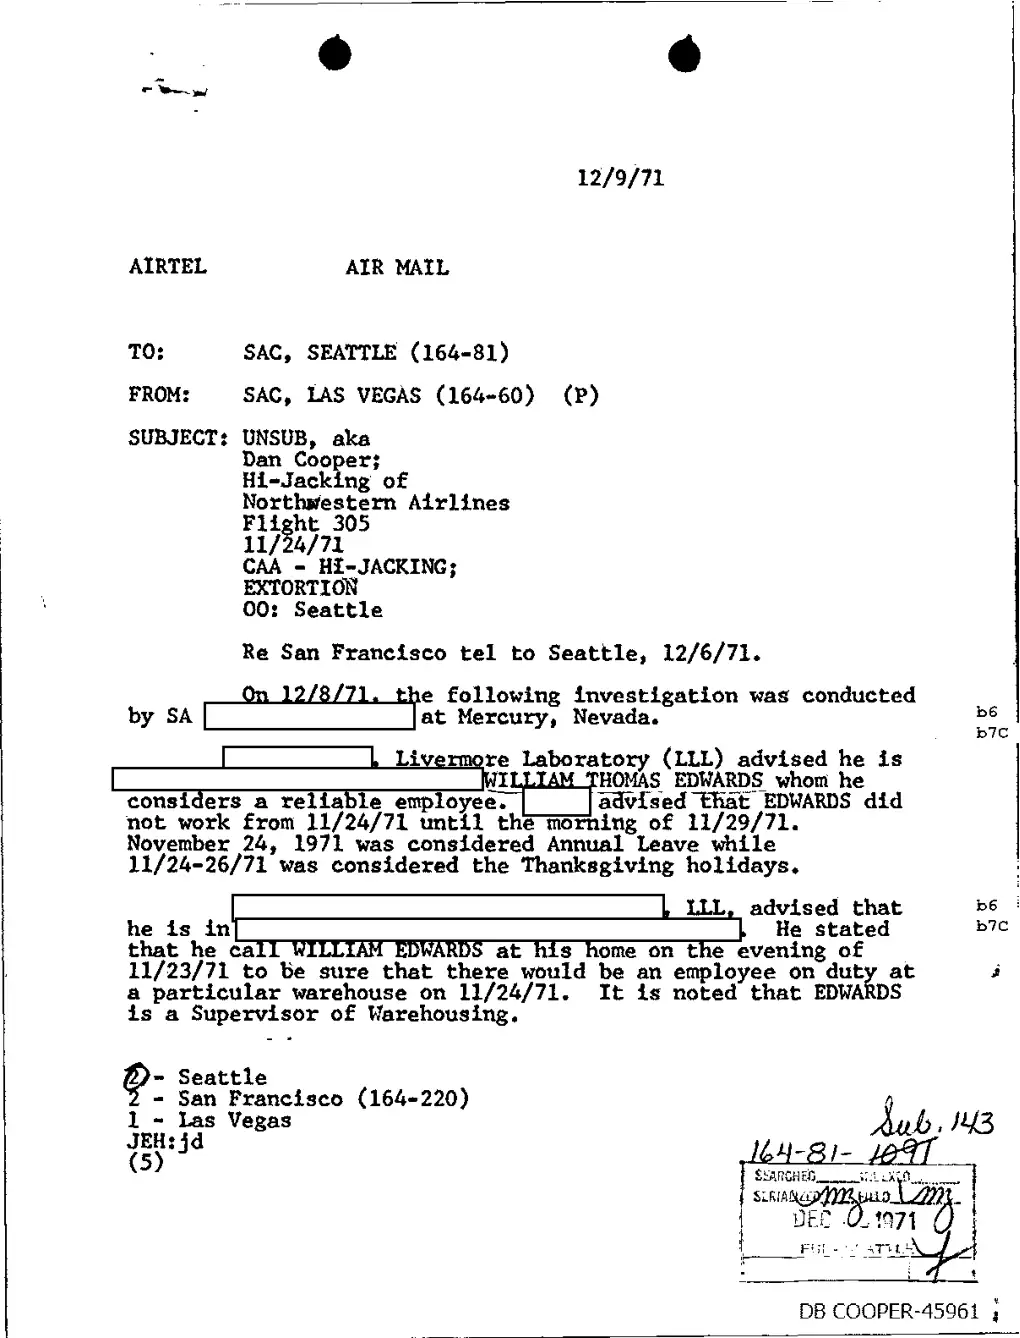 12/9/71
AIRTEL AIR MAIL
TO: SAC, SEATTLE (164-81)
FROM: SAC, LAS VEGAS (164-60) (P)
SUBJECT: UNSUB, aka
Dan Cooper;
Hi-Jacking of
Northwestern Airlines
Flight 305
11/24/71
CAA - HI-JACKING;
EXTORTION
OO: Seattle
Re San Francisco tel to Seattle, 12/6/71.
On 12/8/71, the following investigation was conducted
by SA at Mercury, Nevada.
b6
b7C
, Livermore Laboratory (LLL) advised he is
WILLIAM THOMAS EDWARDS whom he
considers a reliable employee. advised that EDWARDS did
not work from 11/24/71 until the morning of 11/29/71.
November 24, 1971 was considered Annual Leave while
11/24-26/71 was considered the Thanksgiving holidays.
, LLL, advised that
he is in . He stated
b6
b7C
that he call WILLIAM EDWARDS at his home on the evening of
11/23/71 to be sure that there would be an employee on duty at
a particular warehouse on 11/24/71. It is noted that EDWARDS
is a Supervisor of Warehousing.
2 - Seattle
2 - San Francisco (164-220)
1 - Las Vegas
JEH:jd
(5)
Sub. 143
164-81- 1091
SEARCHED INDEXED
SERIALIZED FILED
DEC 1971
FBI - SEATTLE
DB COOPER-45961